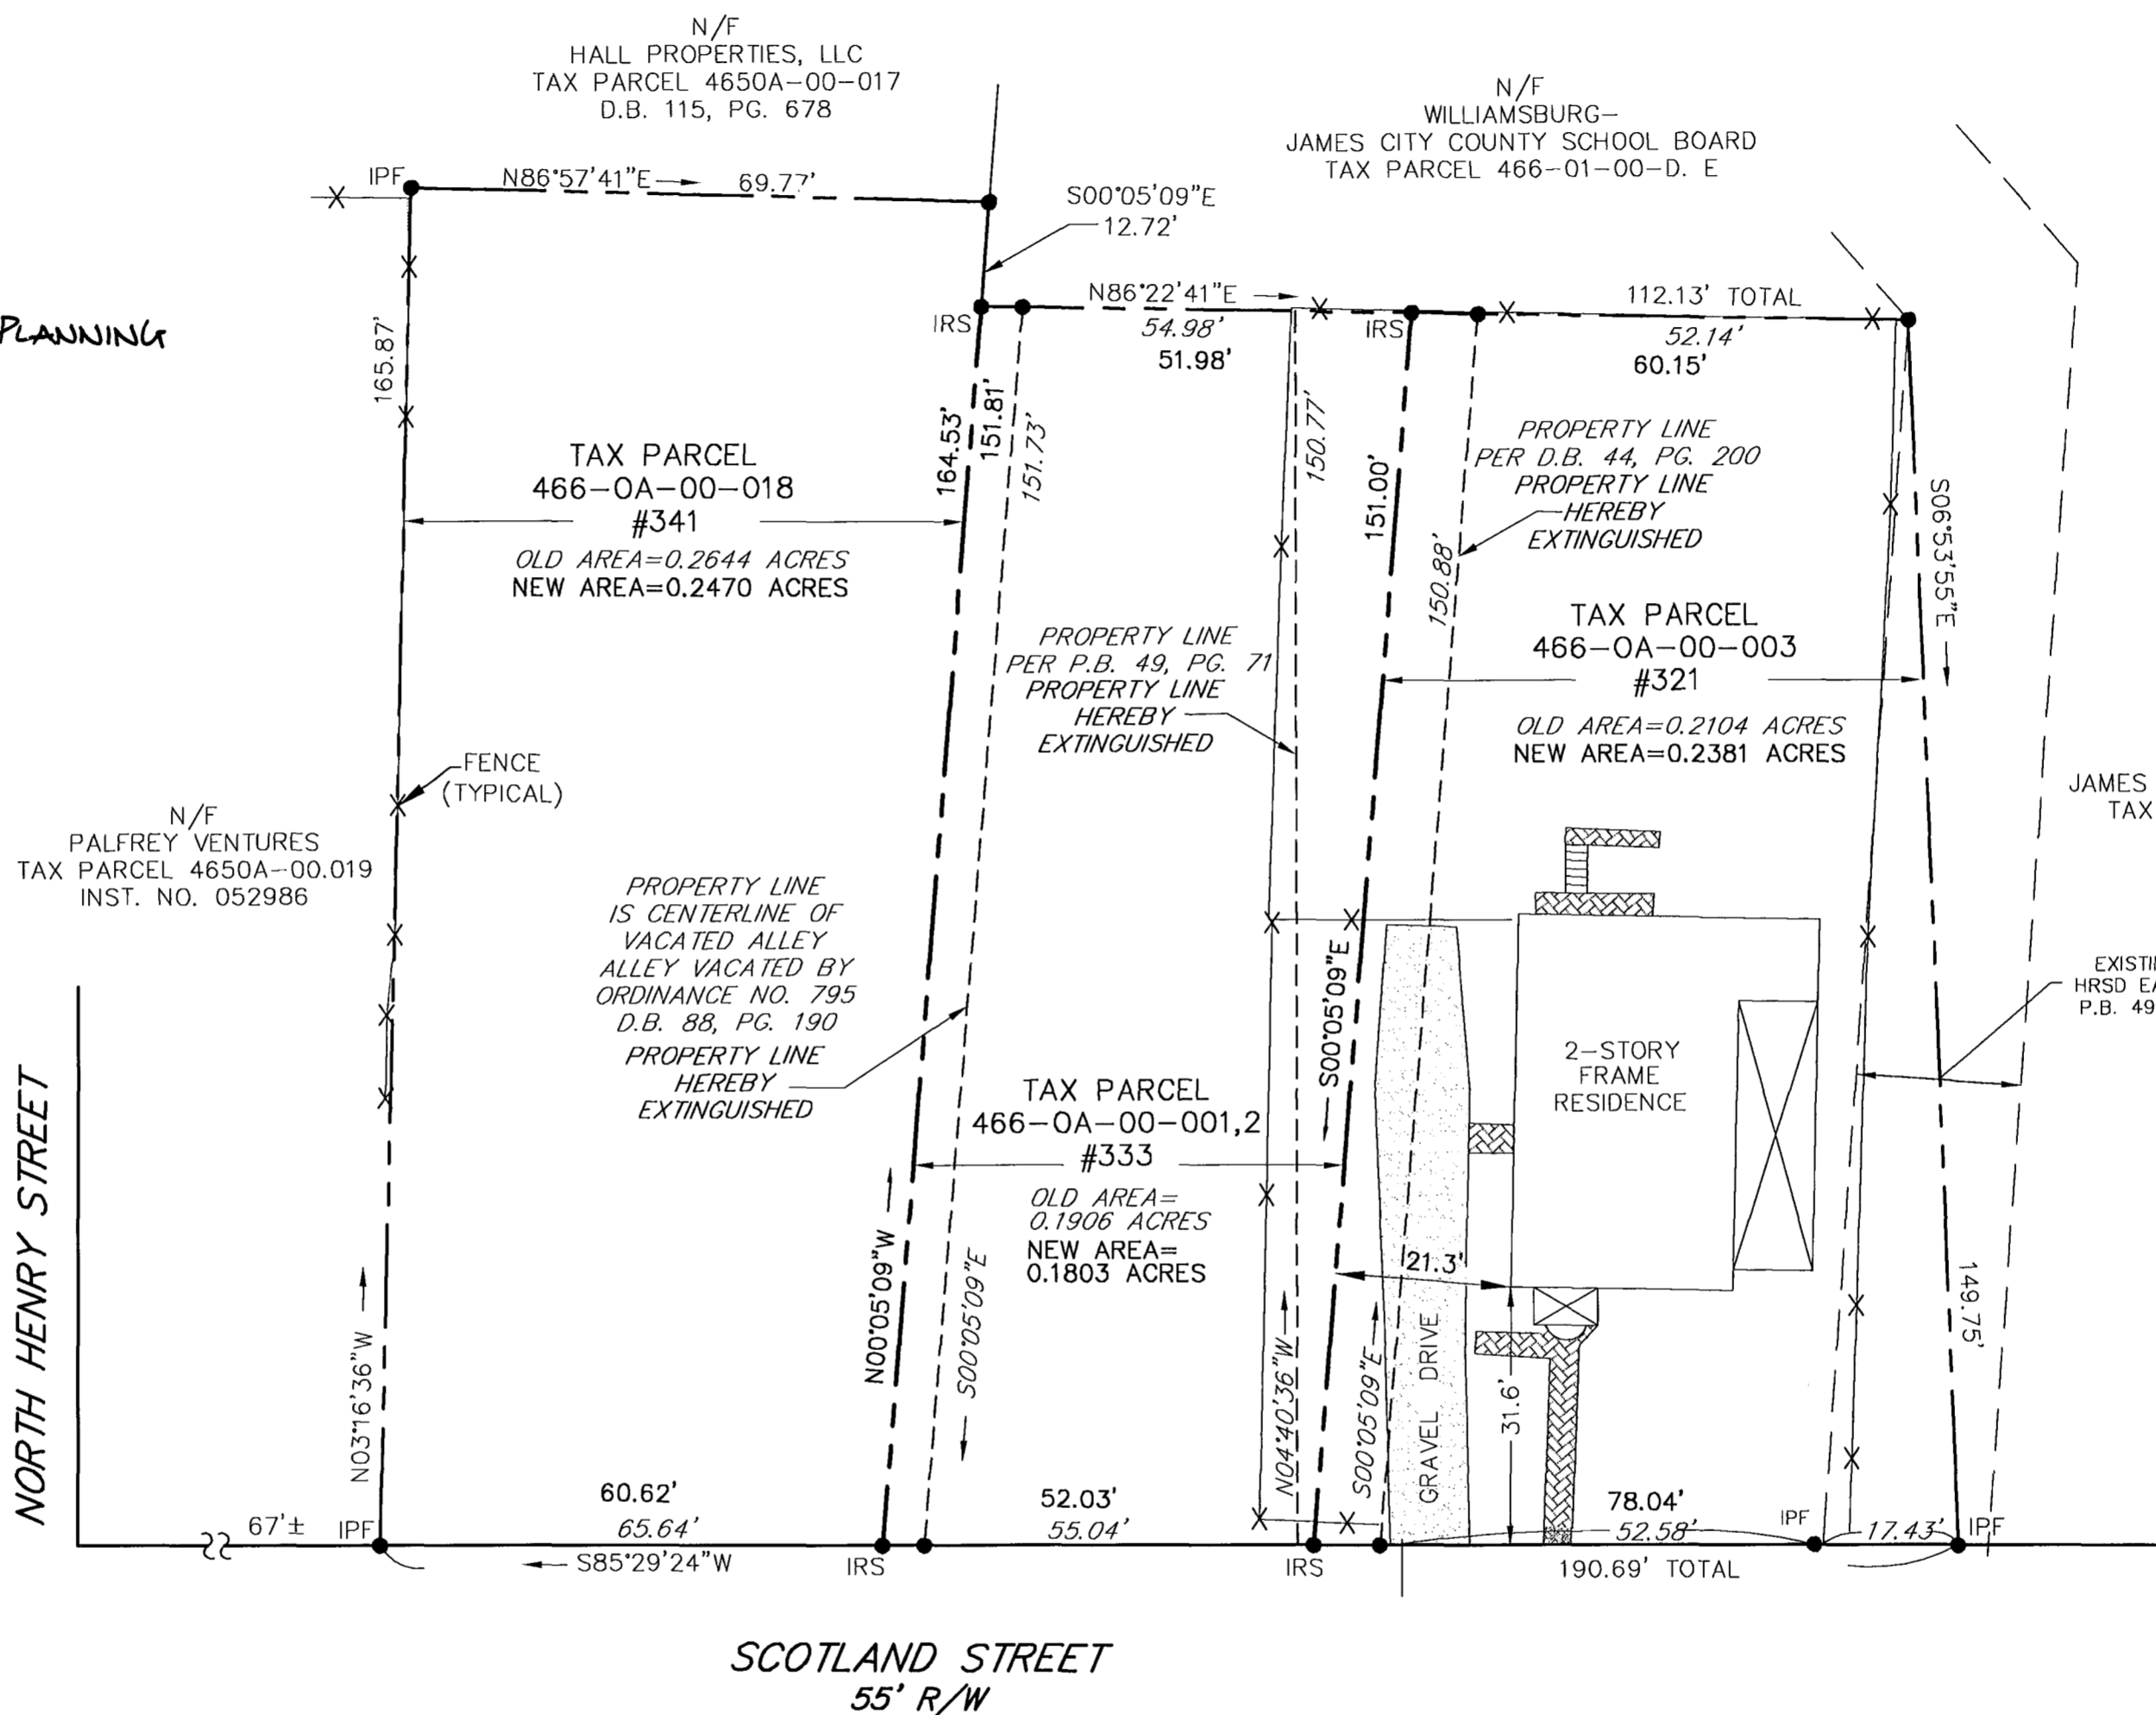 N/F
HALL PROPERTIES, LLC
TAX PARCEL 4650A-00-017
D.B. 115, PG. 678
N/F
WILLIAMSBURG-
JAMES CITY COUNTY SCHOOL BOARD
TAX PARCEL 466-01-00-D. E
IPF
N86°57'41"E
69.77'
S00°05'09"E
12.72'
PLANNING
IRS
N86°22'41"E
54.98'
51.98'
IRS
112.13' TOTAL
52.14'
60.15'
165.87'
164.53'
151.81'
151.73'
150.77'
151.00'
150.88'
PROPERTY LINE
PER D.B. 44, PG. 200
PROPERTY LINE
HEREBY
EXTINGUISHED
S06°53'55"E
TAX PARCEL
466-0A-00-018
#341
OLD AREA=0.2644 ACRES
NEW AREA=0.2470 ACRES
PROPERTY LINE
PER P.B. 49, PG. 71
PROPERTY LINE
HEREBY
EXTINGUISHED
TAX PARCEL
466-0A-00-003
#321
OLD AREA=0.2104 ACRES
NEW AREA=0.2381 ACRES
FENCE
(TYPICAL)
N/F
PALFREY VENTURES
TAX PARCEL 4650A-00.019
INST. NO. 052986
JAMES
TAX
PROPERTY LINE
IS CENTERLINE OF
VACATED ALLEY
ALLEY VACATED BY
ORDINANCE NO. 795
D.B. 88, PG. 190
PROPERTY LINE
HEREBY
EXTINGUISHED
S00°05'09"E
EXISTI
HRSD EA
P.B. 49
2-STORY
FRAME
RESIDENCE
TAX PARCEL
466-0A-00-001,2
#333
OLD AREA=
0.1906 ACRES
NEW AREA=
0.1803 ACRES
NORTH HENRY STREET
N03°16'36"W
N00°05'09"W
S00°05'09"E
N04°40'36"W
S00°05'09"E
GRAVEL DRIVE
21.3'
31.6'
149.75'
67'±
IPF
60.62'
65.64'
S85°29'24"W
IRS
52.03'
55.04'
IRS
78.04'
52.58'
190.69' TOTAL
IPF
17.43'
IPF
SCOTLAND STREET
55' R/W